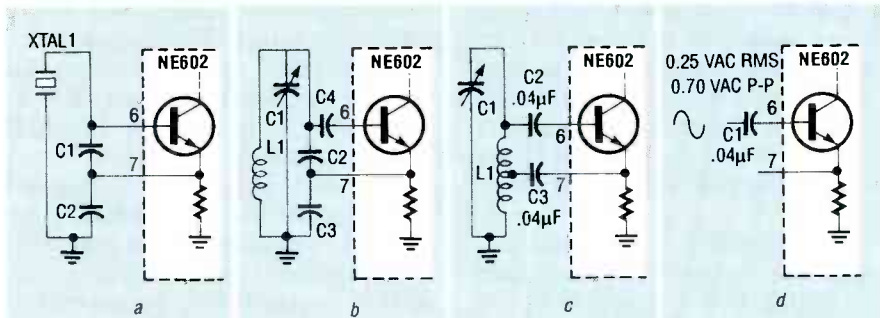 XTAL1
NE602
6
C1
7
C2
a
NE602
C4
6
C1
L1
C2
7
C3
b
NE602
C2
.04µF
C1
6
L1
7
C3
.04µF
c
0.25 VAC RMS
0.70 VAC P-P
NE602
6
C1
.04µF
7
d